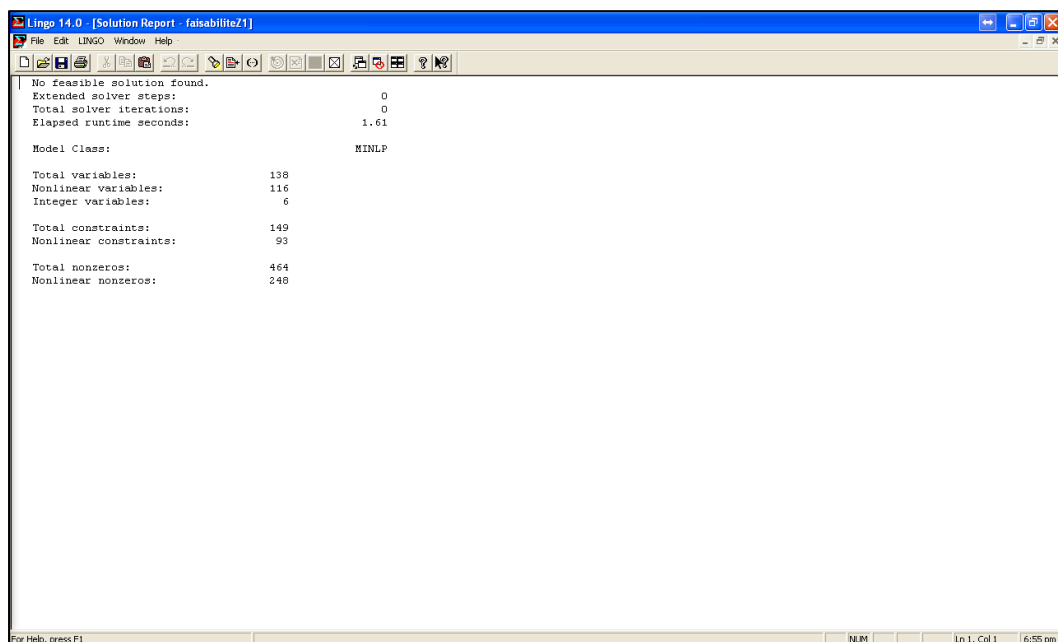 Lingo 14.0 - [Solution Report - faisabiliteZ1]
File Edit LINGO Window Help
No feasible solution found.
Extended solver steps: 0
Total solver iterations: 0
Elapsed runtime seconds: 1.61
Model Class: MINLP
Total variables: 138
Nonlinear variables: 116
Integer variables: 6
Total constraints: 149
Nonlinear constraints: 93
Total nonzeros: 464
Nonlinear nonzeros: 248
For Help, press F1 NUM Ln 1, Col 1 6:55 pm